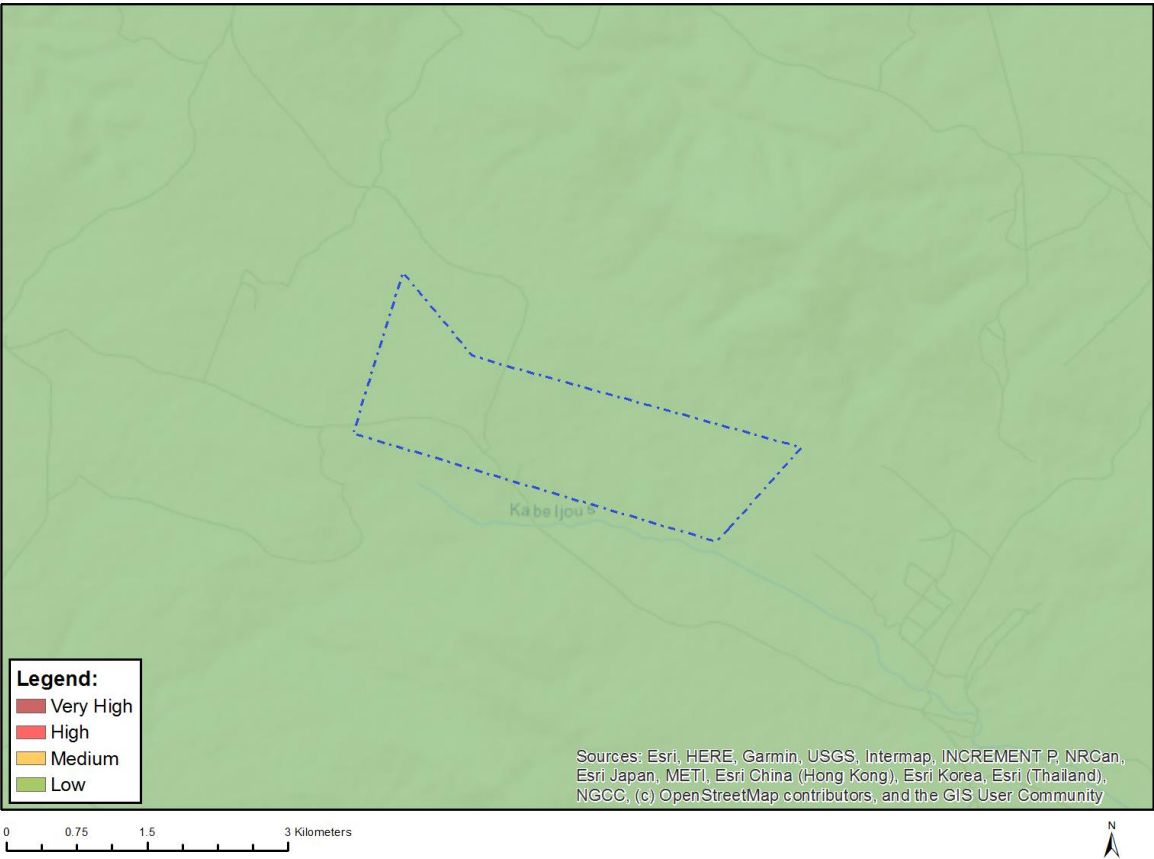 Kabeljous
Legend:
Very High
High
Medium
Low
Sources: Esri, HERE, Garmin, USGS, Intermap, INCREMENT P, NRCan,
Esri Japan, METI, Esri China (Hong Kong), Esri Korea, Esri (Thailand),
NGCC, (c) OpenStreetMap contributors, and the GIS User Community
0 0.75 1.5 3 Kilometers
N